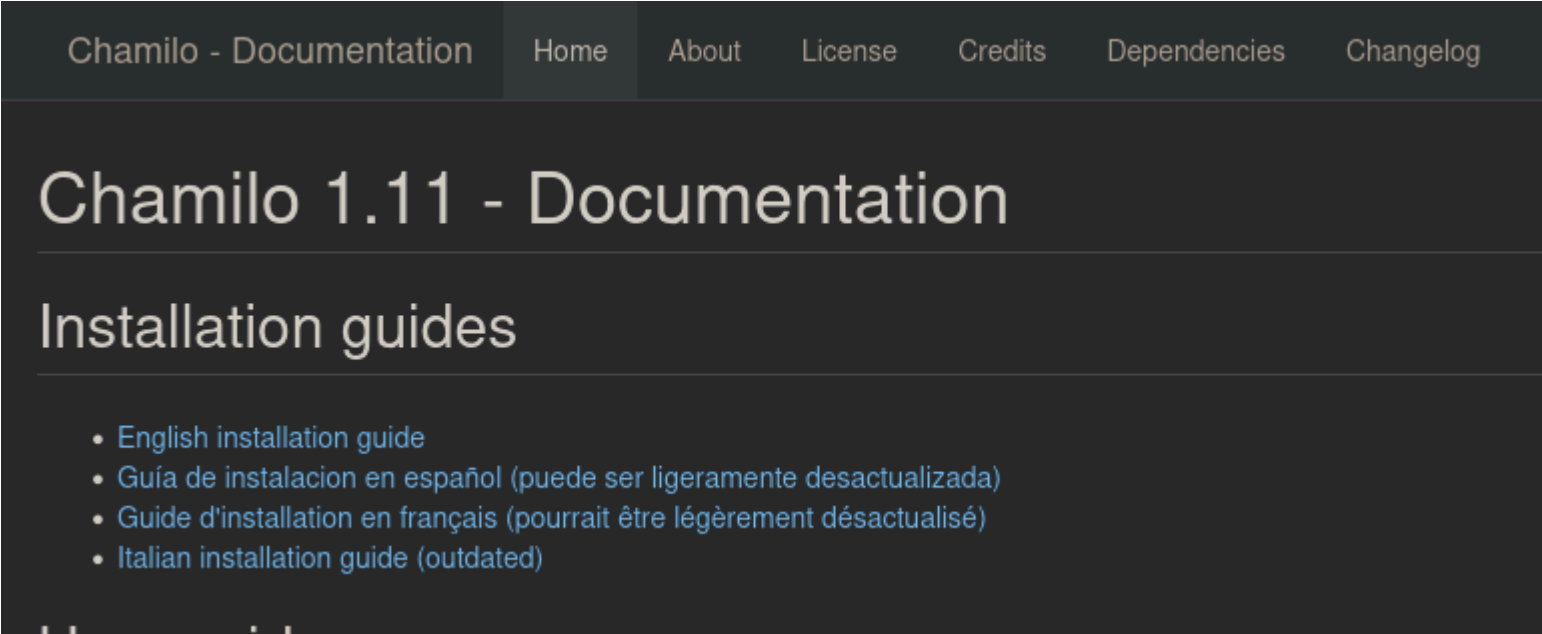 Chamilo - Documentation Home About License Credits Dependencies Changelog
Chamilo 1.11 - Documentation
Installation guides
English installation guide
Guía de instalacion en español (puede ser ligeramente desactualizada)
Guide d'installation en français (pourrait être légèrement désactualisé)
Italian installation guide (outdated)